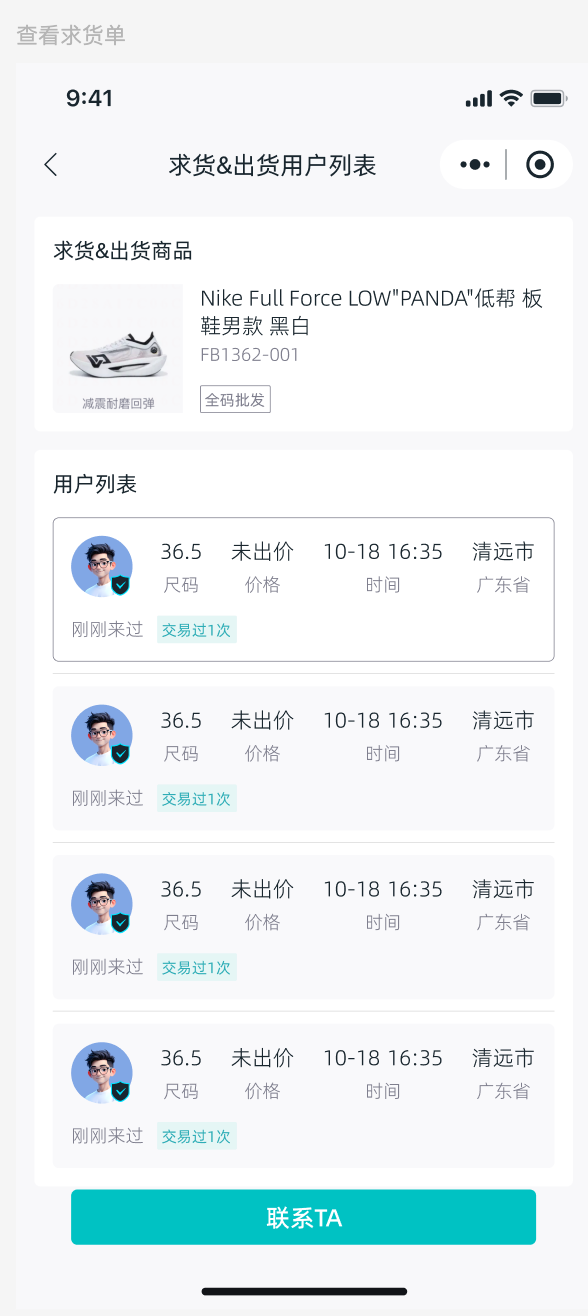 查看求货单
9:41
求货&出货用户列表
求货&出货商品
Nike Full Force LOW"PANDA"低帮 板
鞋男款 黑白
FB1362-001
减震耐磨回弹
全码批发
用户列表
36.5 未出价 10-18 16:35 清远市
尺码 价格 时间 广东省
刚刚来过 交易过1次
36.5 未出价 10-18 16:35 清远市
尺码 价格 时间 广东省
刚刚来过 交易过1次
36.5 未出价 10-18 16:35 清远市
尺码 价格 时间 广东省
刚刚来过 交易过1次
36.5 未出价 10-18 16:35 清远市
尺码 价格 时间 广东省
刚刚来过 交易过1次
联系TA